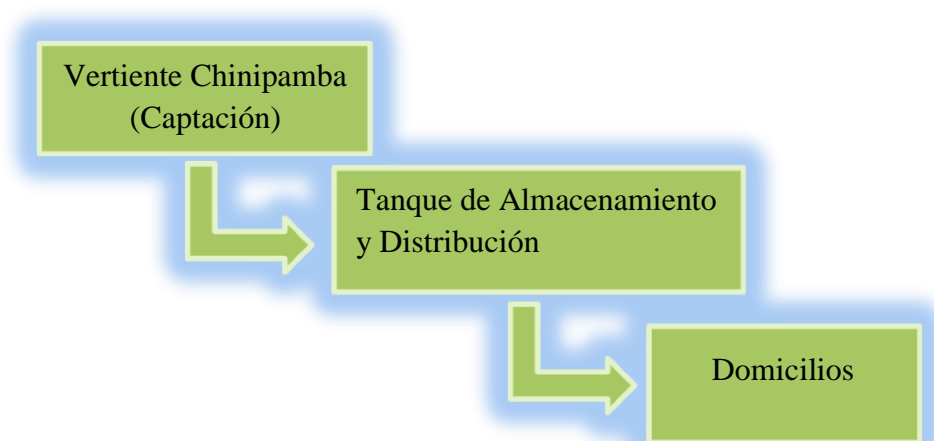 Vertiente Chinipamba
(Captación)
Tanque de Almacenamiento
y Distribución
Domicilios